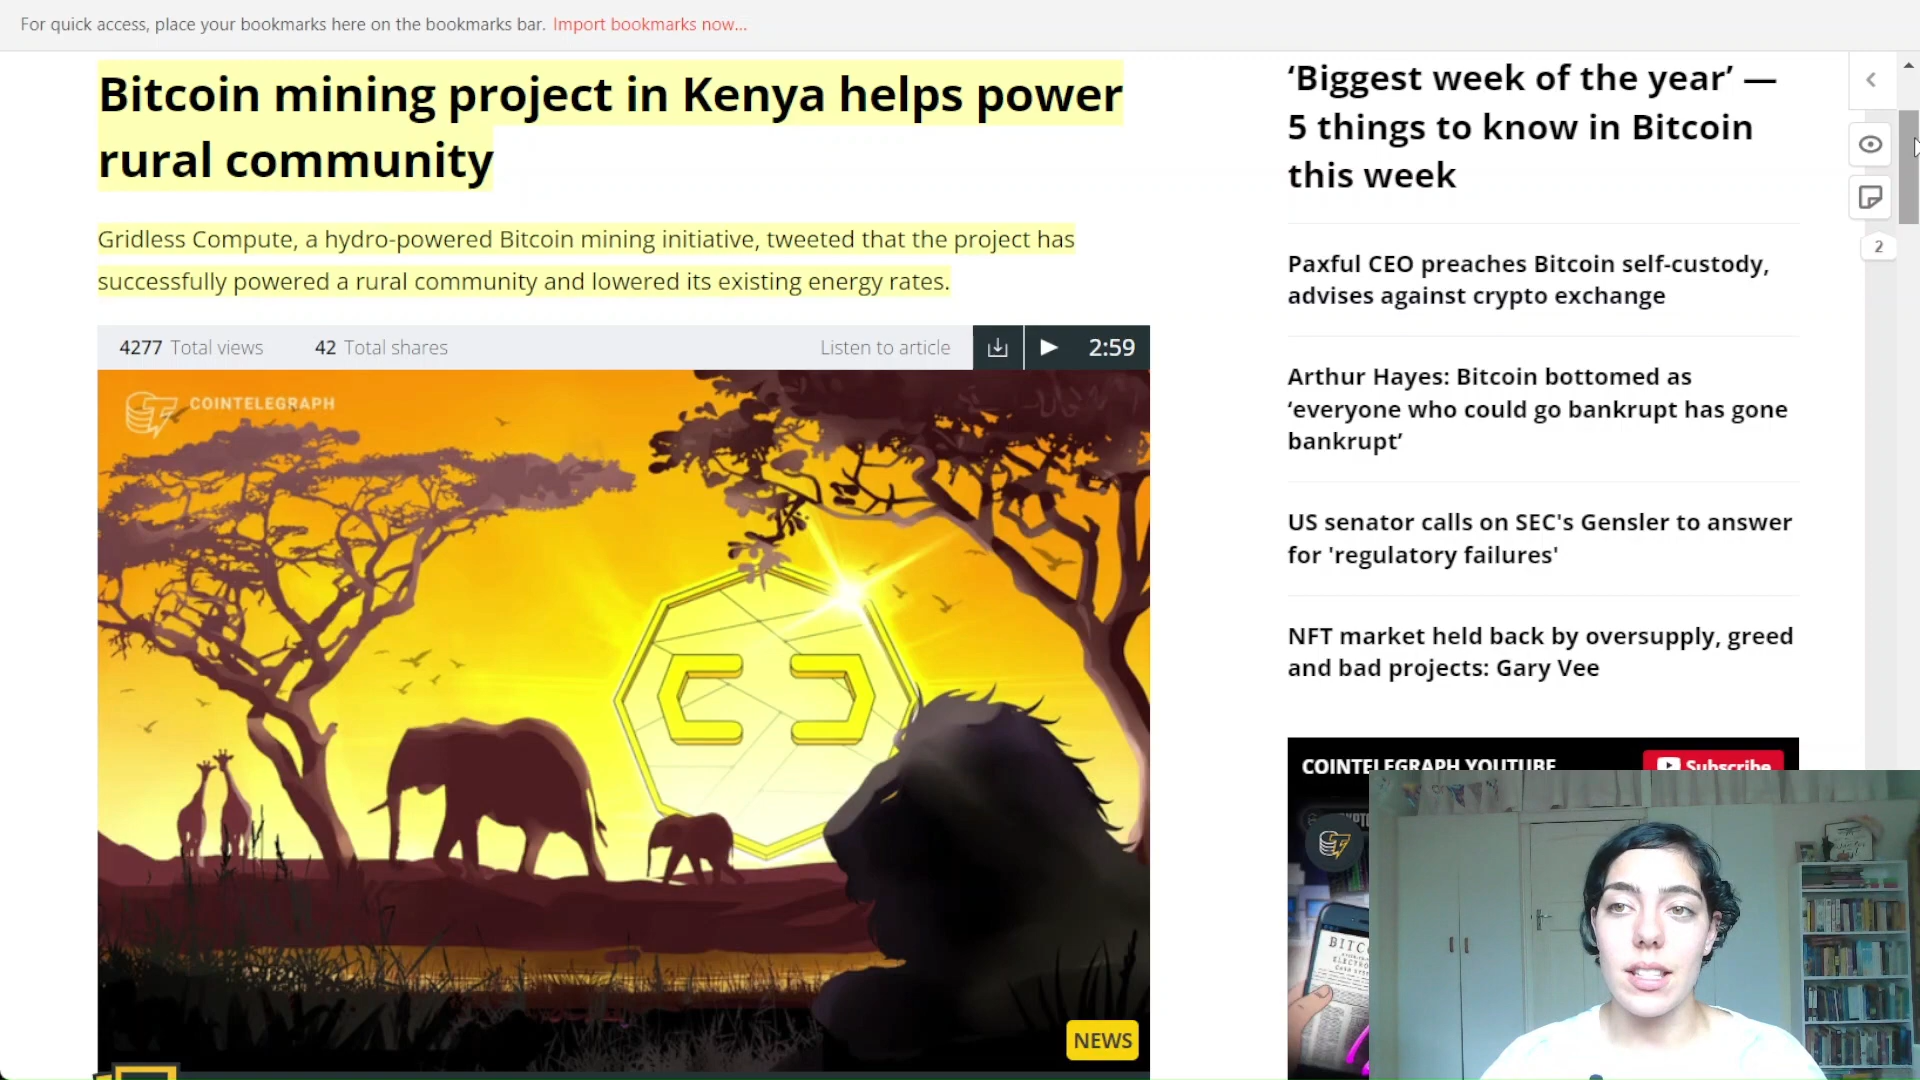 For quick access, place your bookmarks here on the bookmarks bar. Import bookmarks now...
Bitcoin mining project in Kenya helps power
rural community
Gridless Compute, a hydro-powered Bitcoin mining initiative, tweeted that the project has
successfully powered a rural community and lowered its existing energy rates.
4277 Total views 42 Total shares Listen to article 2:59
COINTELEGRAPH
NEWS
‘Biggest week of the year’ —
5 things to know in Bitcoin
this week
Paxful CEO preaches Bitcoin self-custody,
advises against crypto exchange
Arthur Hayes: Bitcoin bottomed as
‘everyone who could go bankrupt has gone
bankrupt’
US senator calls on SEC's Gensler to answer
for 'regulatory failures'
NFT market held back by oversupply, greed
and bad projects: Gary Vee
COINTELEGRAPH YOUTUBE Subscribe
2